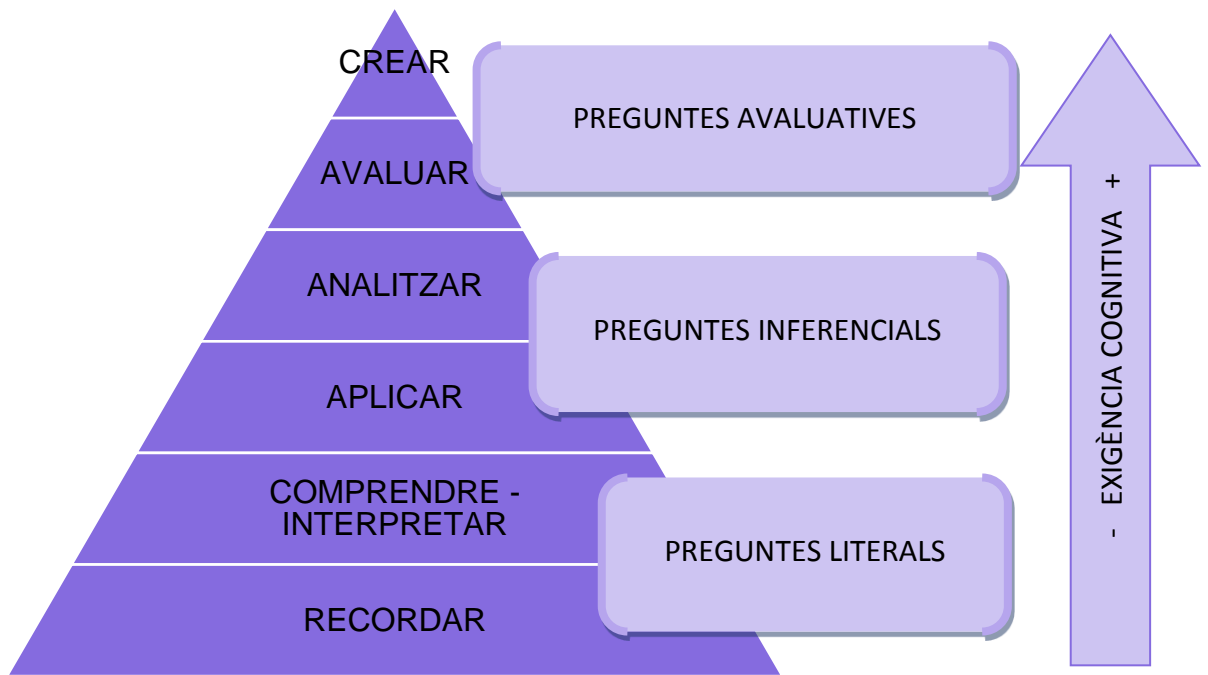 CREAR
PREGUNTES AVALUATIVES
AVALUAR
ANALITZAR
PREGUNTES INFERENCIALS
APLICAR
COMPRENDRE -
INTERPRETAR
PREGUNTES LITERALS
RECORDAR
- EXIGÈNCIA COGNITIVA +